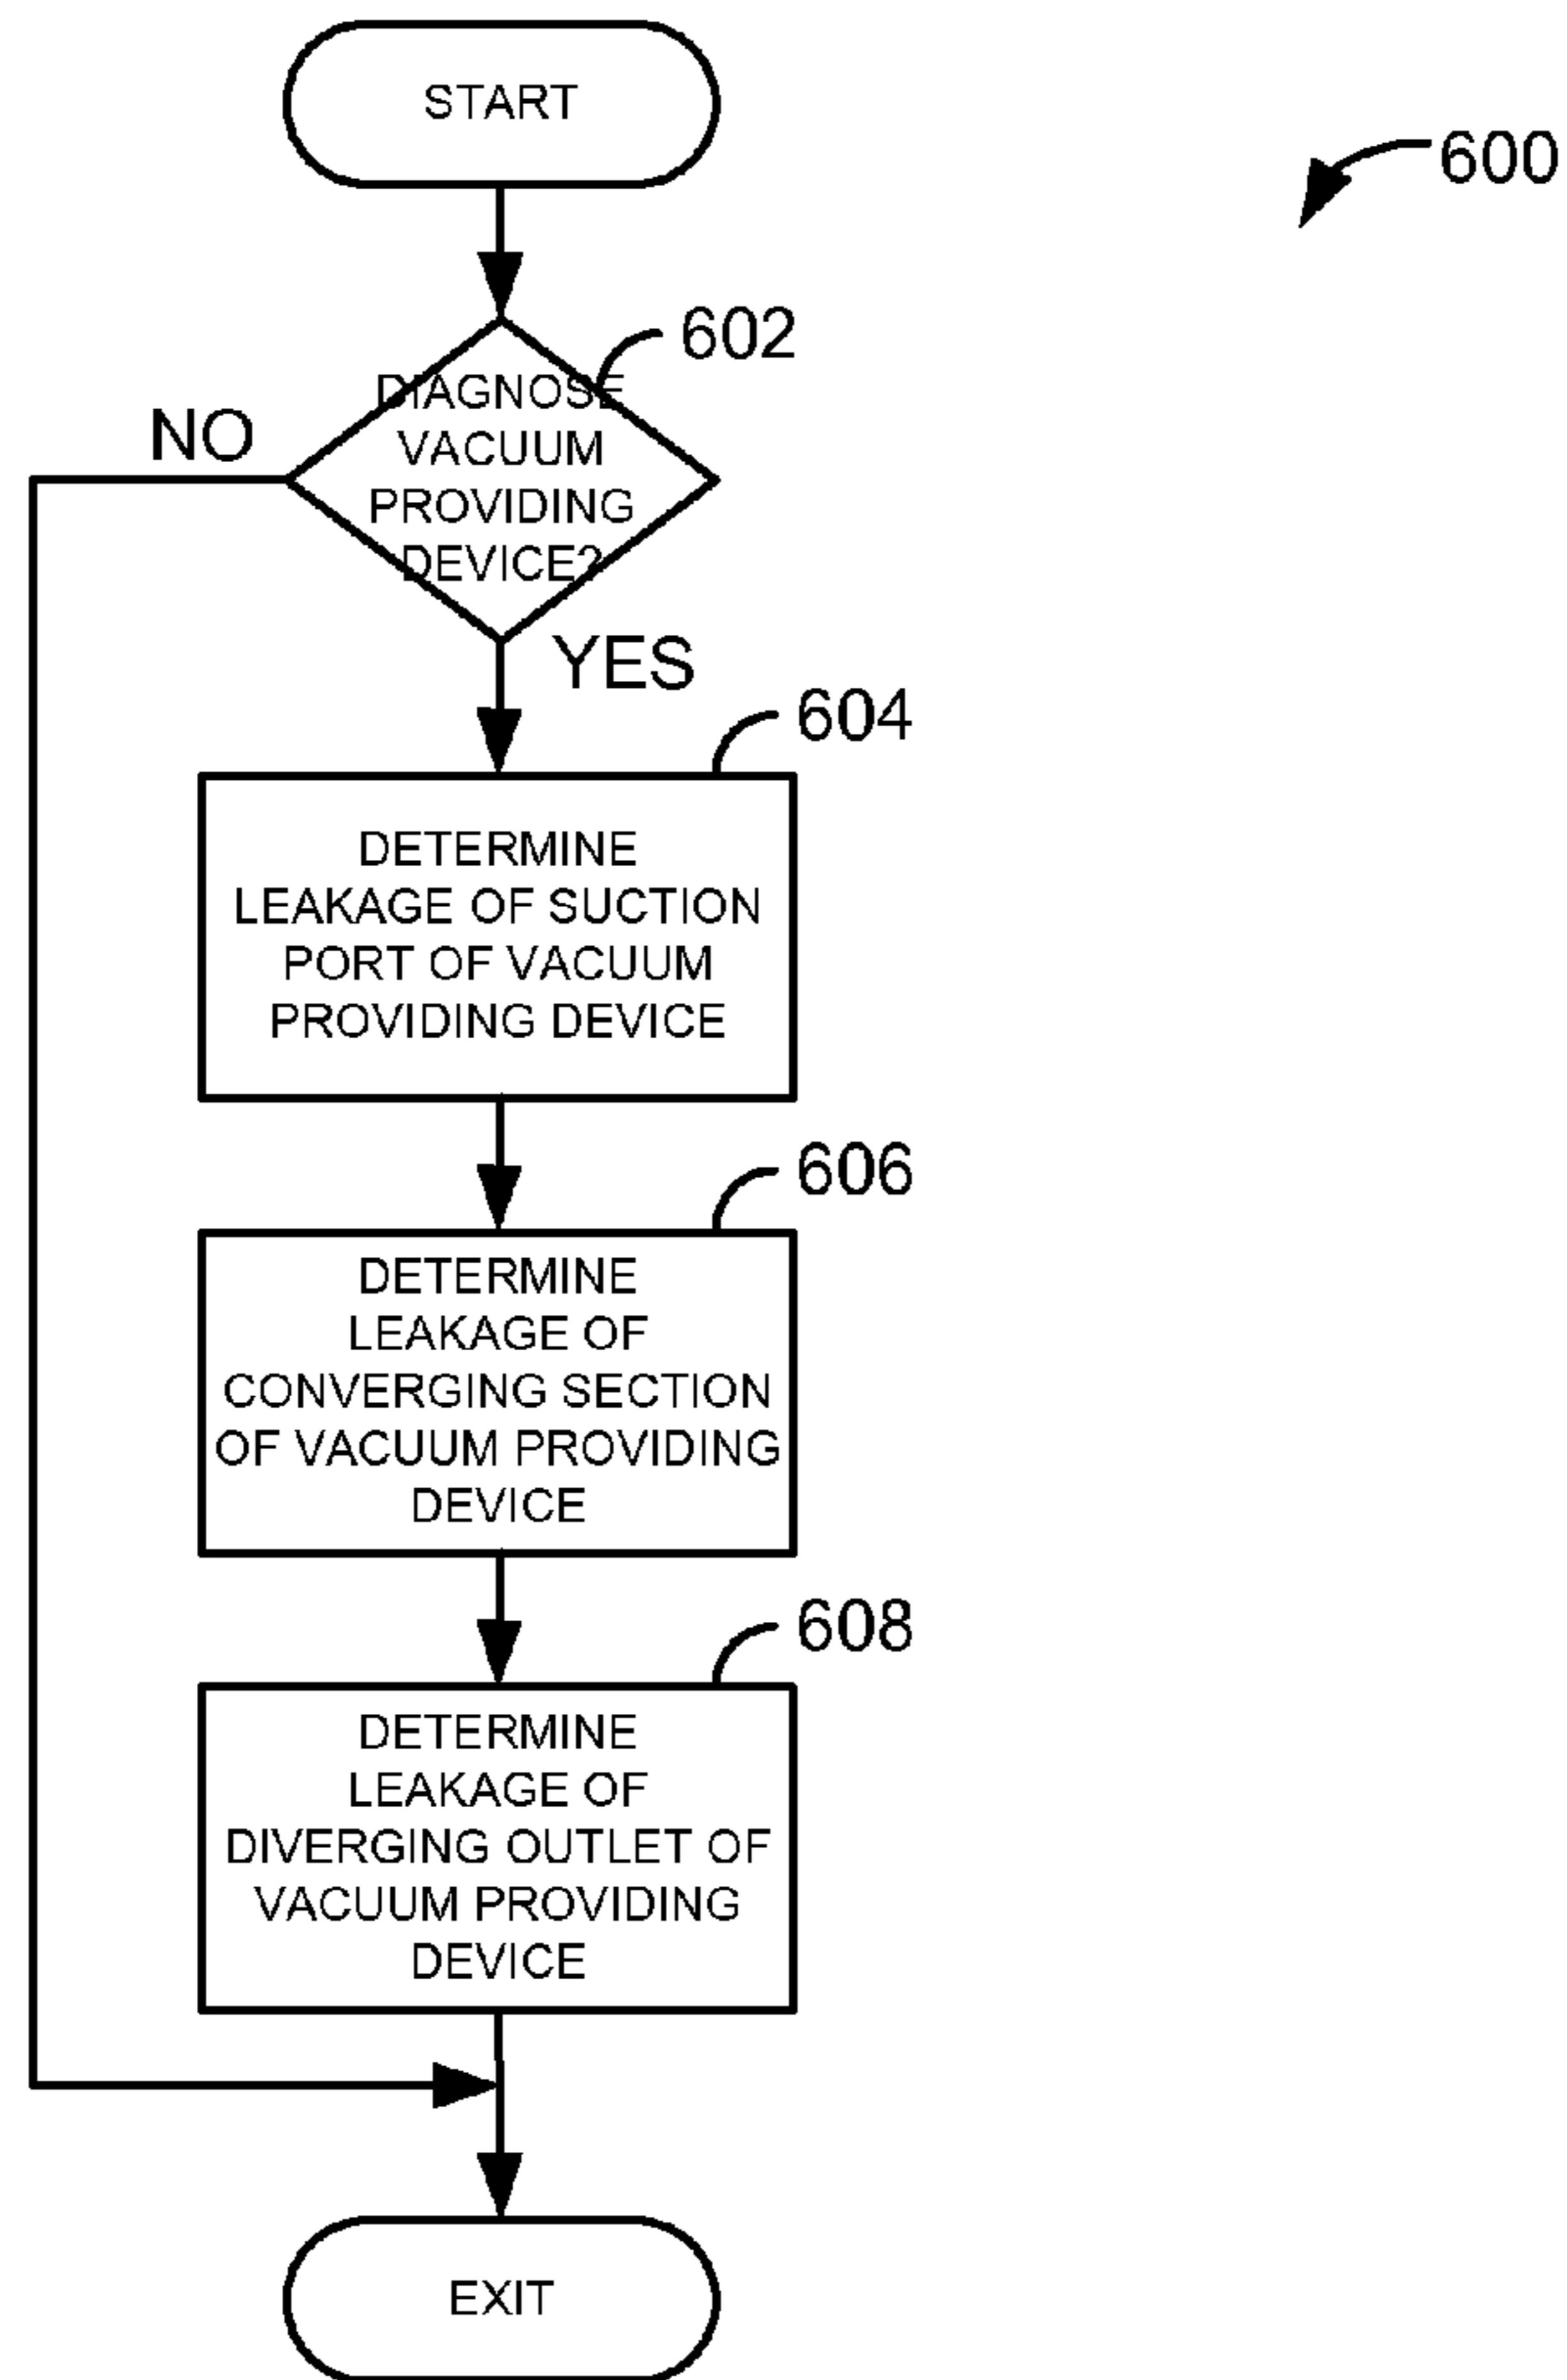 START
600
602
DIAGNOSE
VACUUM
PROVIDING
DEVICE?
NO
YES
604
DETERMINE
LEAKAGE OF SUCTION
PORT OF VACUUM
PROVIDING DEVICE
606
DETERMINE
LEAKAGE OF
CONVERGING SECTION
OF VACUUM PROVIDING
DEVICE
608
DETERMINE
LEAKAGE OF
DIVERGING OUTLET OF
VACUUM PROVIDING
DEVICE
EXIT